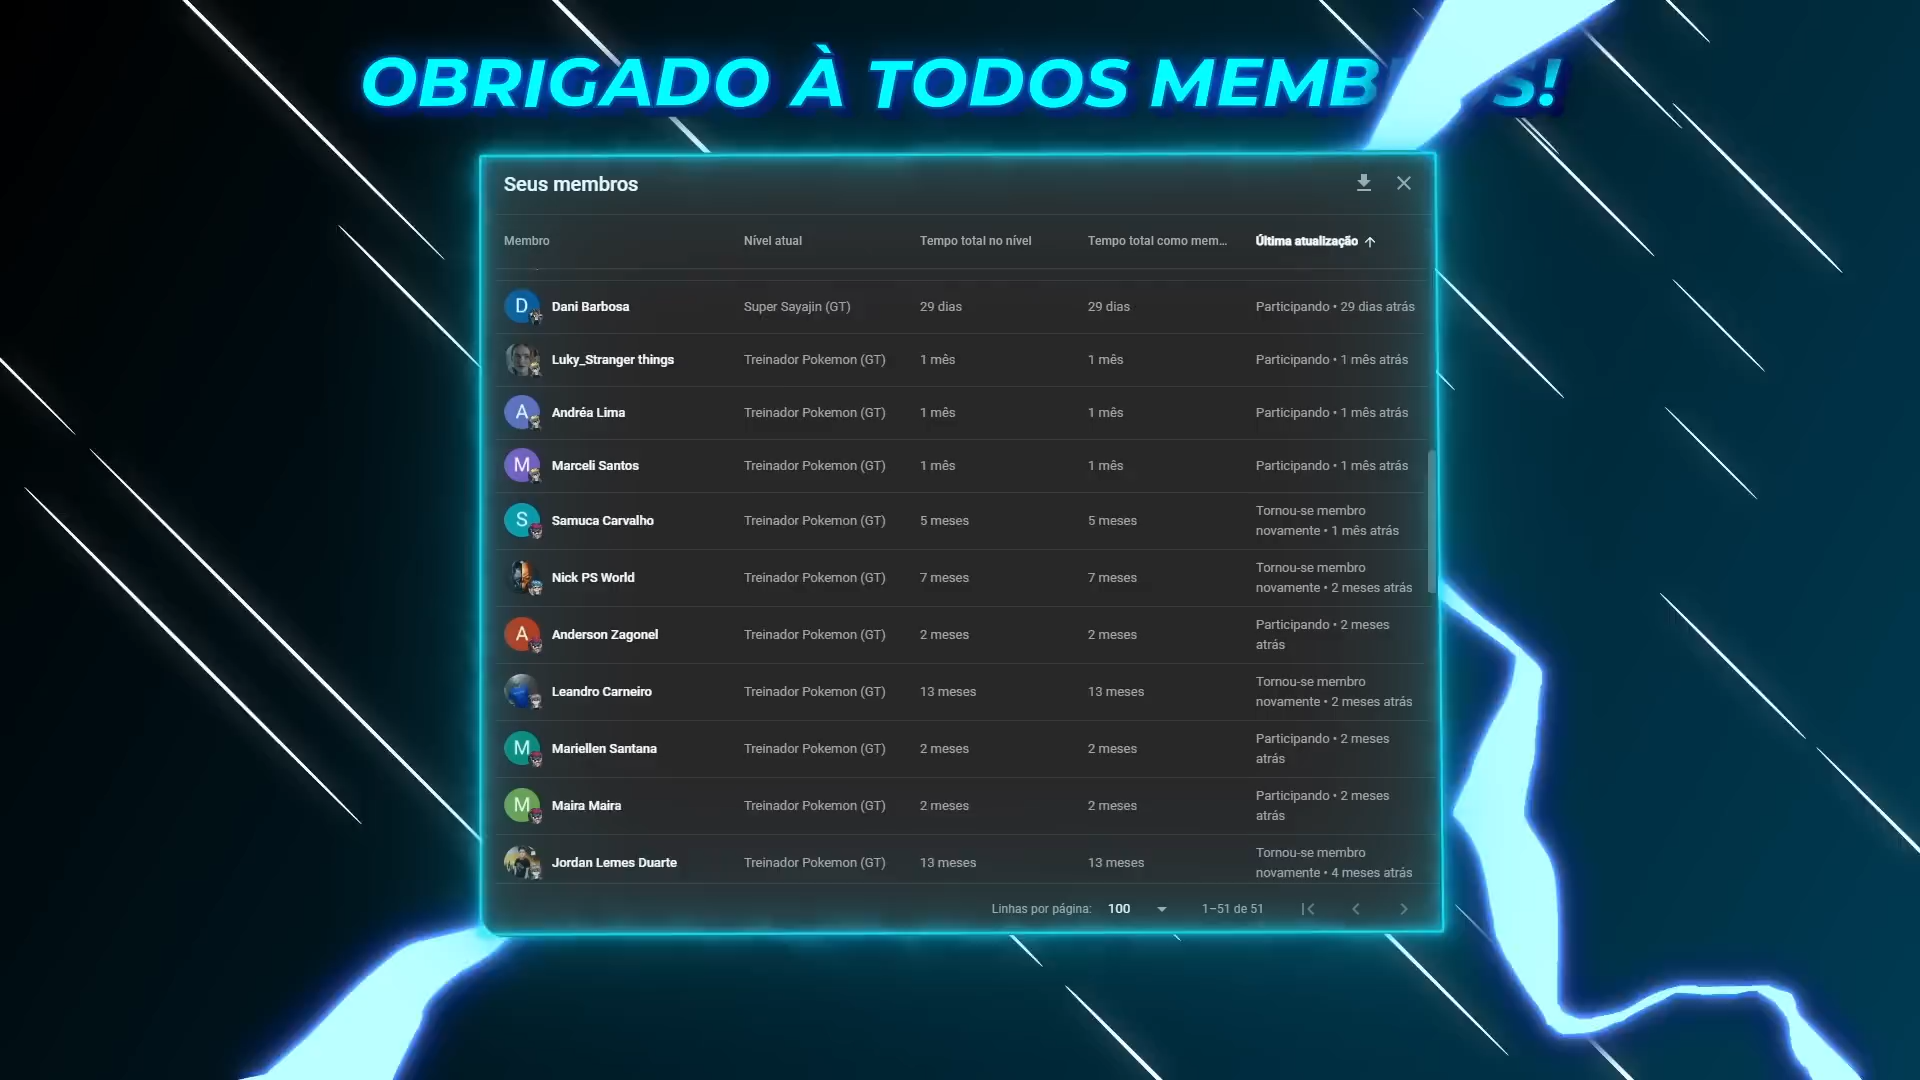 OBRIGADO À TODOS MEMBROS!
Seus membros
Membro Nível atual Tempo total no nível Tempo total como mem... Última atualização
D Dani Barbosa Super Sayajin (GT) 29 dias 29 dias Participando • 29 dias atrás
Luky_Stranger things Treinador Pokemon (GT) 1 mês 1 mês Participando • 1 mês atrás
A Andréa Lima Treinador Pokemon (GT) 1 mês 1 mês Participando • 1 mês atrás
M Marceli Santos Treinador Pokemon (GT) 1 mês 1 mês Participando • 1 mês atrás
S Samuca Carvalho Treinador Pokemon (GT) 5 meses 5 meses Tornou-se membro
novamente • 1 mês atrás
Nick PS World Treinador Pokemon (GT) 7 meses 7 meses Tornou-se membro
novamente • 2 meses atrás
A Anderson Zagonel Treinador Pokemon (GT) 2 meses 2 meses Participando • 2 meses
atrás
Leandro Carneiro Treinador Pokemon (GT) 13 meses 13 meses Tornou-se membro
novamente • 2 meses atrás
M Mariellen Santana Treinador Pokemon (GT) 2 meses 2 meses Participando • 2 meses
atrás
M Maira Maira Treinador Pokemon (GT) 2 meses 2 meses Participando • 2 meses
atrás
Jordan Lemes Duarte Treinador Pokemon (GT) 13 meses 13 meses Tornou-se membro
novamente • 4 meses atrás
Linhas por página: 100 1–51 de 51